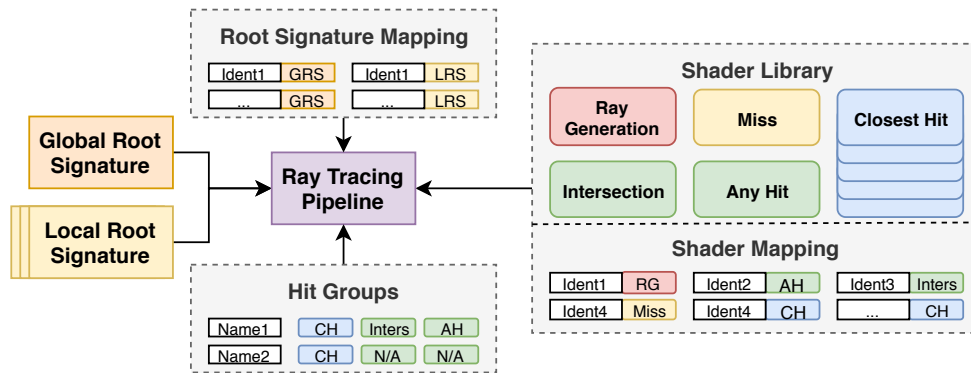 Root Signature Mapping
Ident1 GRS Ident1 LRS
... GRS ... LRS
Global Root
Signature
Local Root
Signature
Ray Tracing
Pipeline
Hit Groups
Name1 CH Inters AH
Name2 CH N/A N/A
Shader Library
Ray
Generation
Miss
Closest Hit
Intersection
Any Hit
Shader Mapping
Ident1 RG Ident2 AH Ident3 Inters
Ident4 Miss Ident4 CH ... CH